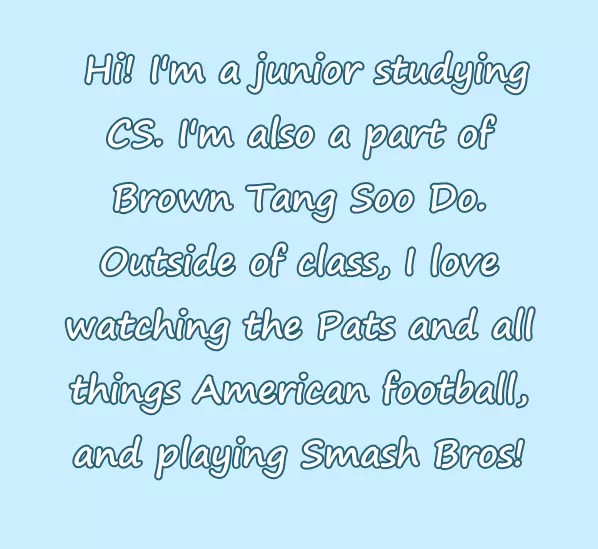 Hi! I'm a junior studying
CS. I'm also a part of
Brown Tang Soo Do.
Outside of class, I love
watching the Pats and all
things American football,
and playing Smash Bros!